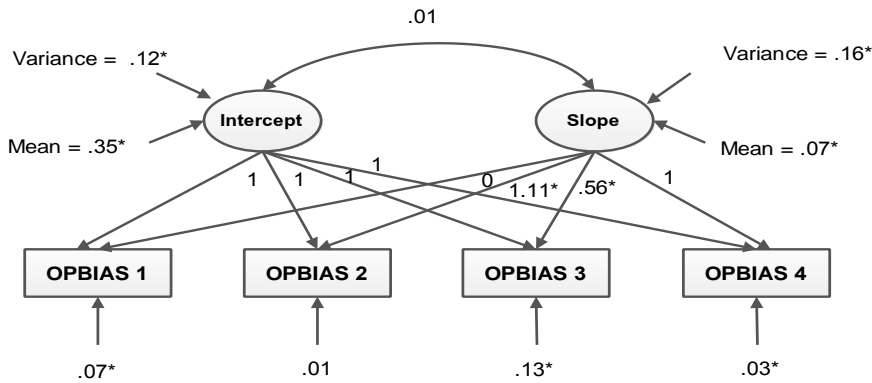 .01
Variance = .12*
Variance = .16*
Intercept
Slope
Mean = .35*
Mean = .07*
1
1
1
1
0
1.11*
.56*
1
OPBIAS 1
OPBIAS 2
OPBIAS 3
OPBIAS 4
.07*
.01
.13*
.03*